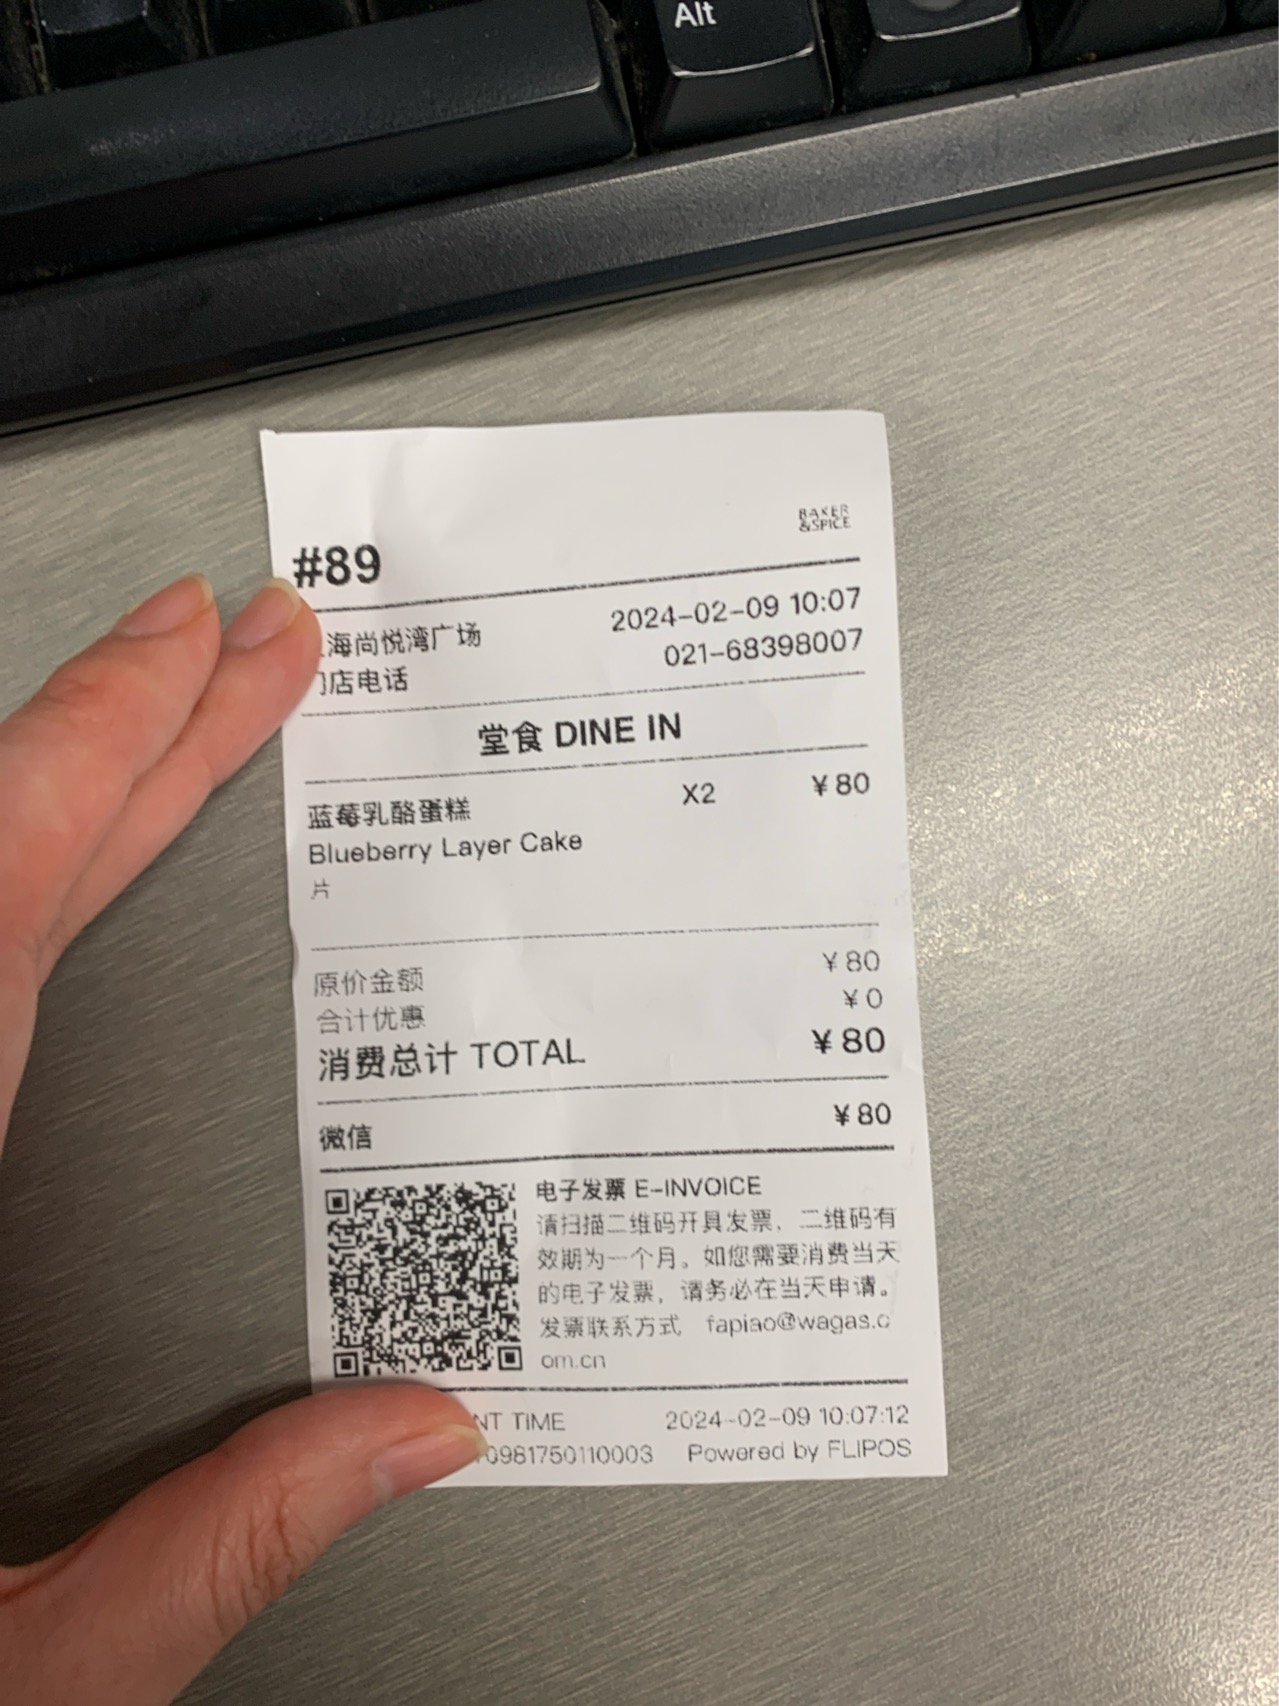 Alt
BAKER
&SPICE
#89
海尚悦湾广场 2024-02-09 10:07
店电话 021-68398007
堂食 DINE IN
蓝莓乳酪蛋糕 X2 ¥80
Blueberry Layer Cake
片
原价金额 ¥80
合计优惠 ¥0
消费总计 TOTAL ¥80
微信 ¥80
电子发票 E-INVOICE
请扫描二维码开具发票，二维码有
效期为一个月。如您需要消费当天
的电子发票，请务必在当天申请。
发票联系方式 fapiao@wagas.c
om.cn
NT TIME 2024-02-09 10:07:12
0981750110003 Powered by FLIPOS